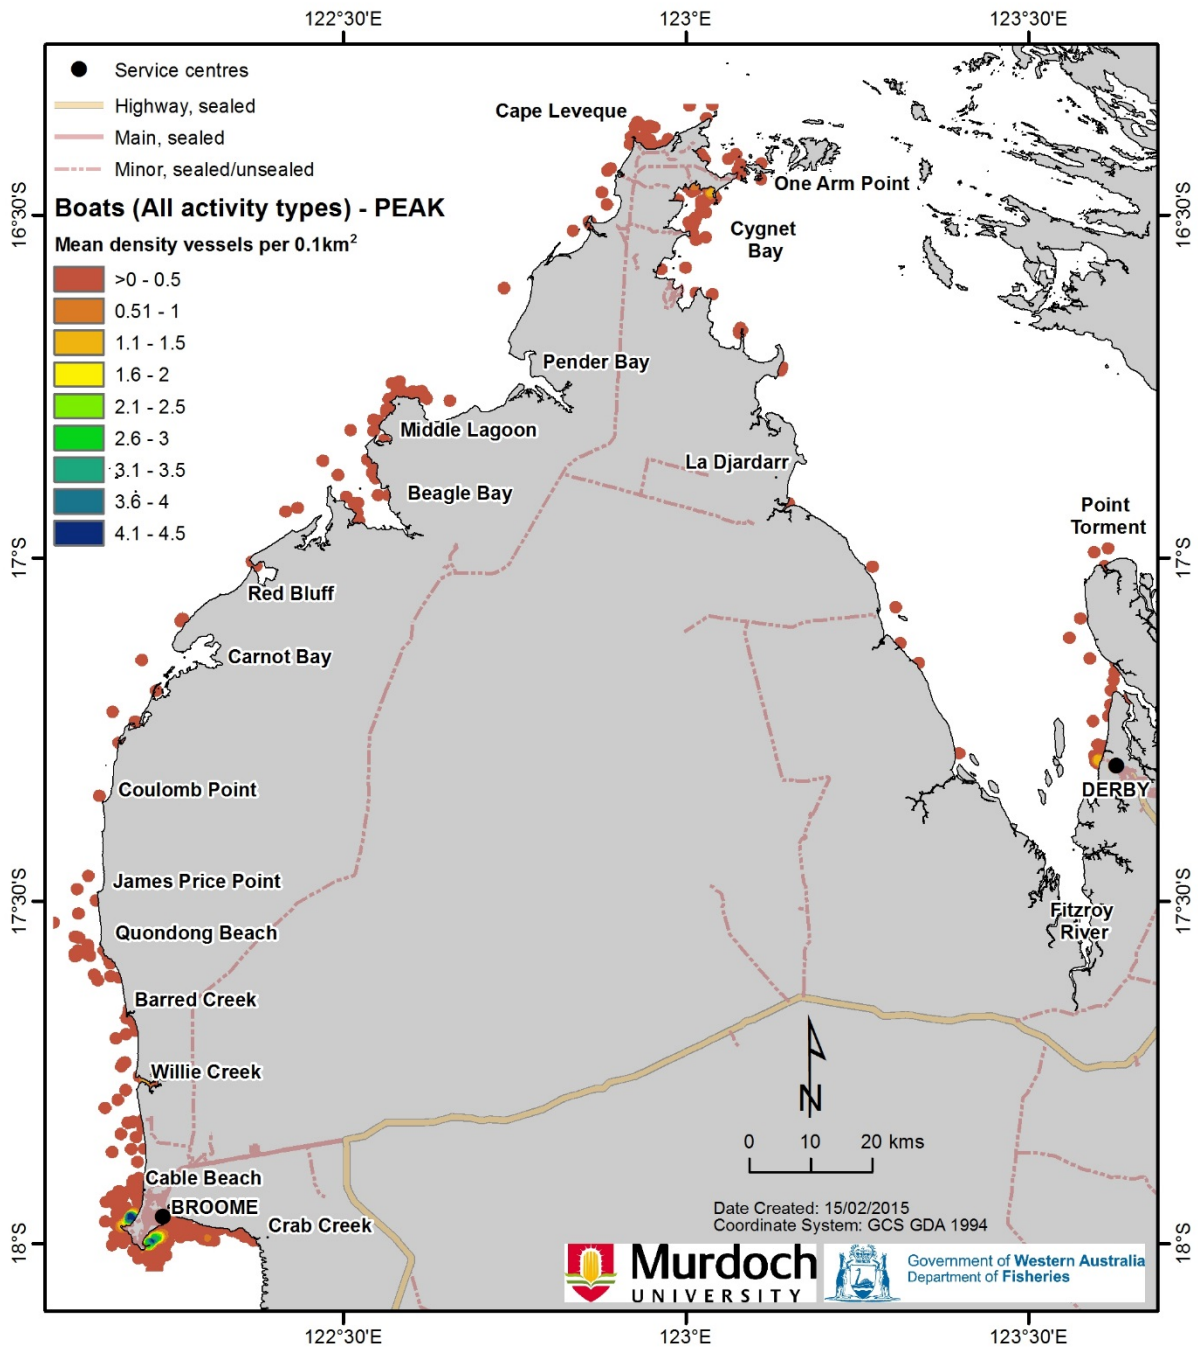 122°30'E
123°E
123°30'E
Service centres
Highway, sealed
Main, sealed
Minor, sealed/unsealed
Boats (All activity types) - PEAK
Mean density vessels per 0.1km²
>0 - 0.5
0.51 - 1
1.1 - 1.5
1.6 - 2
2.1 - 2.5
2.6 - 3
3.1 - 3.5
3.6 - 4
4.1 - 4.5
Cape Leveque
One Arm Point
Cygnet
Bay
Pender Bay
Middle Lagoon
La Djardarr
Beagle Bay
Point
Torment
Red Bluff
Carnot Bay
Coulomb Point
DERBY
James Price Point
Quondong Beach
Fitzroy
River
Barred Creek
Willie Creek
N
0 10 20 kms
Cable Beach
BROOME
Crab Creek
Date Created: 15/02/2015
Coordinate System: GCS GDA 1994
Murdoch
UNIVERSITY
Government of Western Australia
Department of Fisheries
16°30'S
17°S
17°30'S
18°S
16°30'S
17°S
17°30'S
18°S
122°30'E
123°E
123°30'E